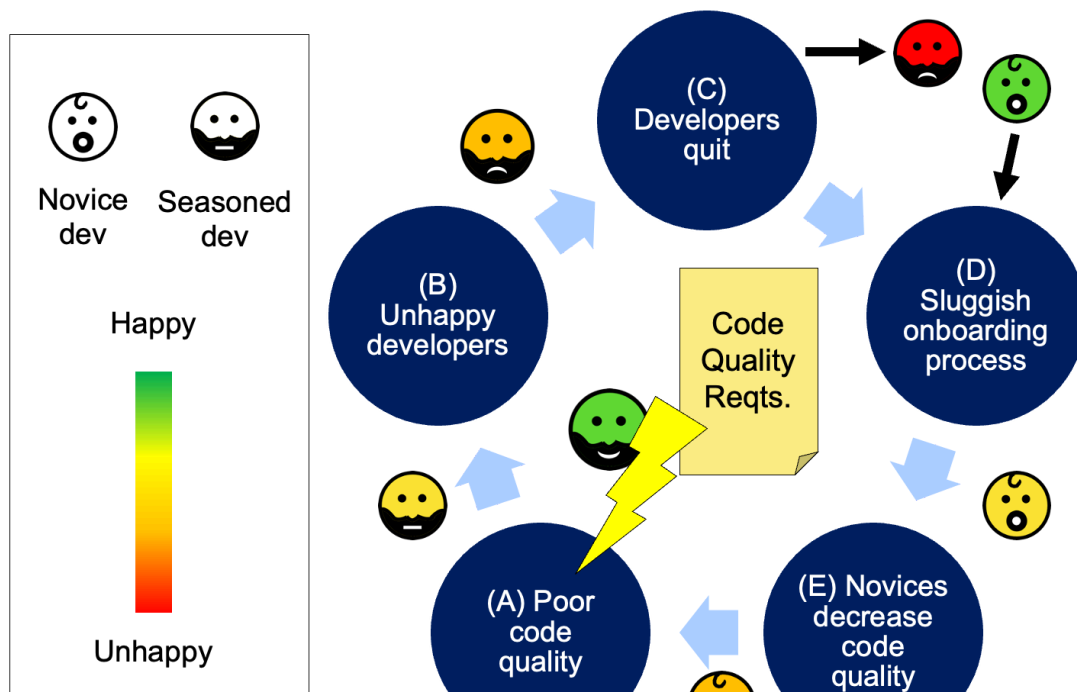 Novice
dev
Seasoned
dev
Happy
Unhappy
(C)
Developers
quit
(B)
Unhappy
developers
(D)
Sluggish
onboarding
process
Code
Quality
Reqts.
(A) Poor
code
quality
(E) Novices
decrease
code
quality